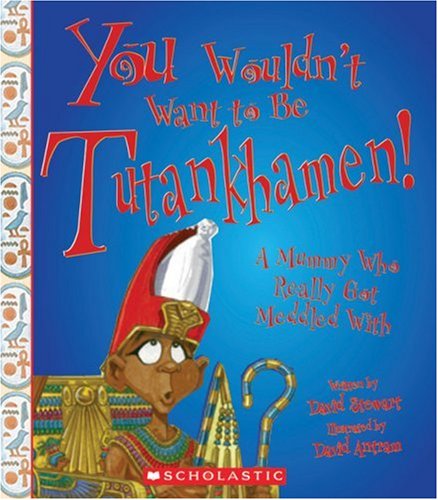 You Wouldn't
Want to Be
Tutankhamen!
A Mummy Who
Really Got
Meddled With
Written by
David Stewart
Illustrated by
David Antram
SCHOLASTIC